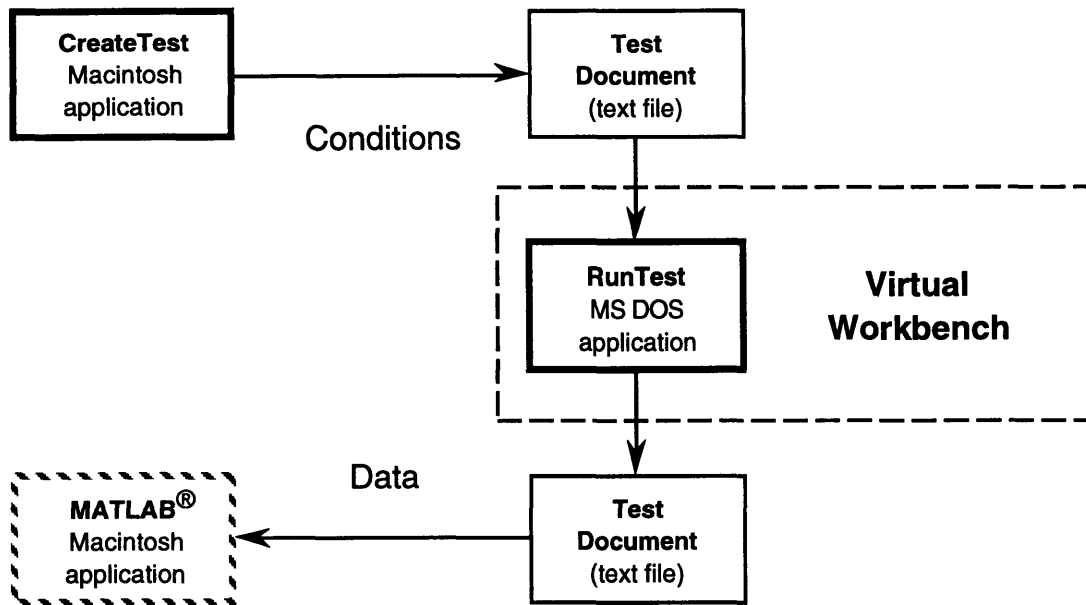 CreateTest
Macintosh
application
Test
Document
(text file)
Conditions
RunTest
MS DOS
application
Virtual
Workbench
Data
MATLAB®
Macintosh
application
Test
Document
(text file)